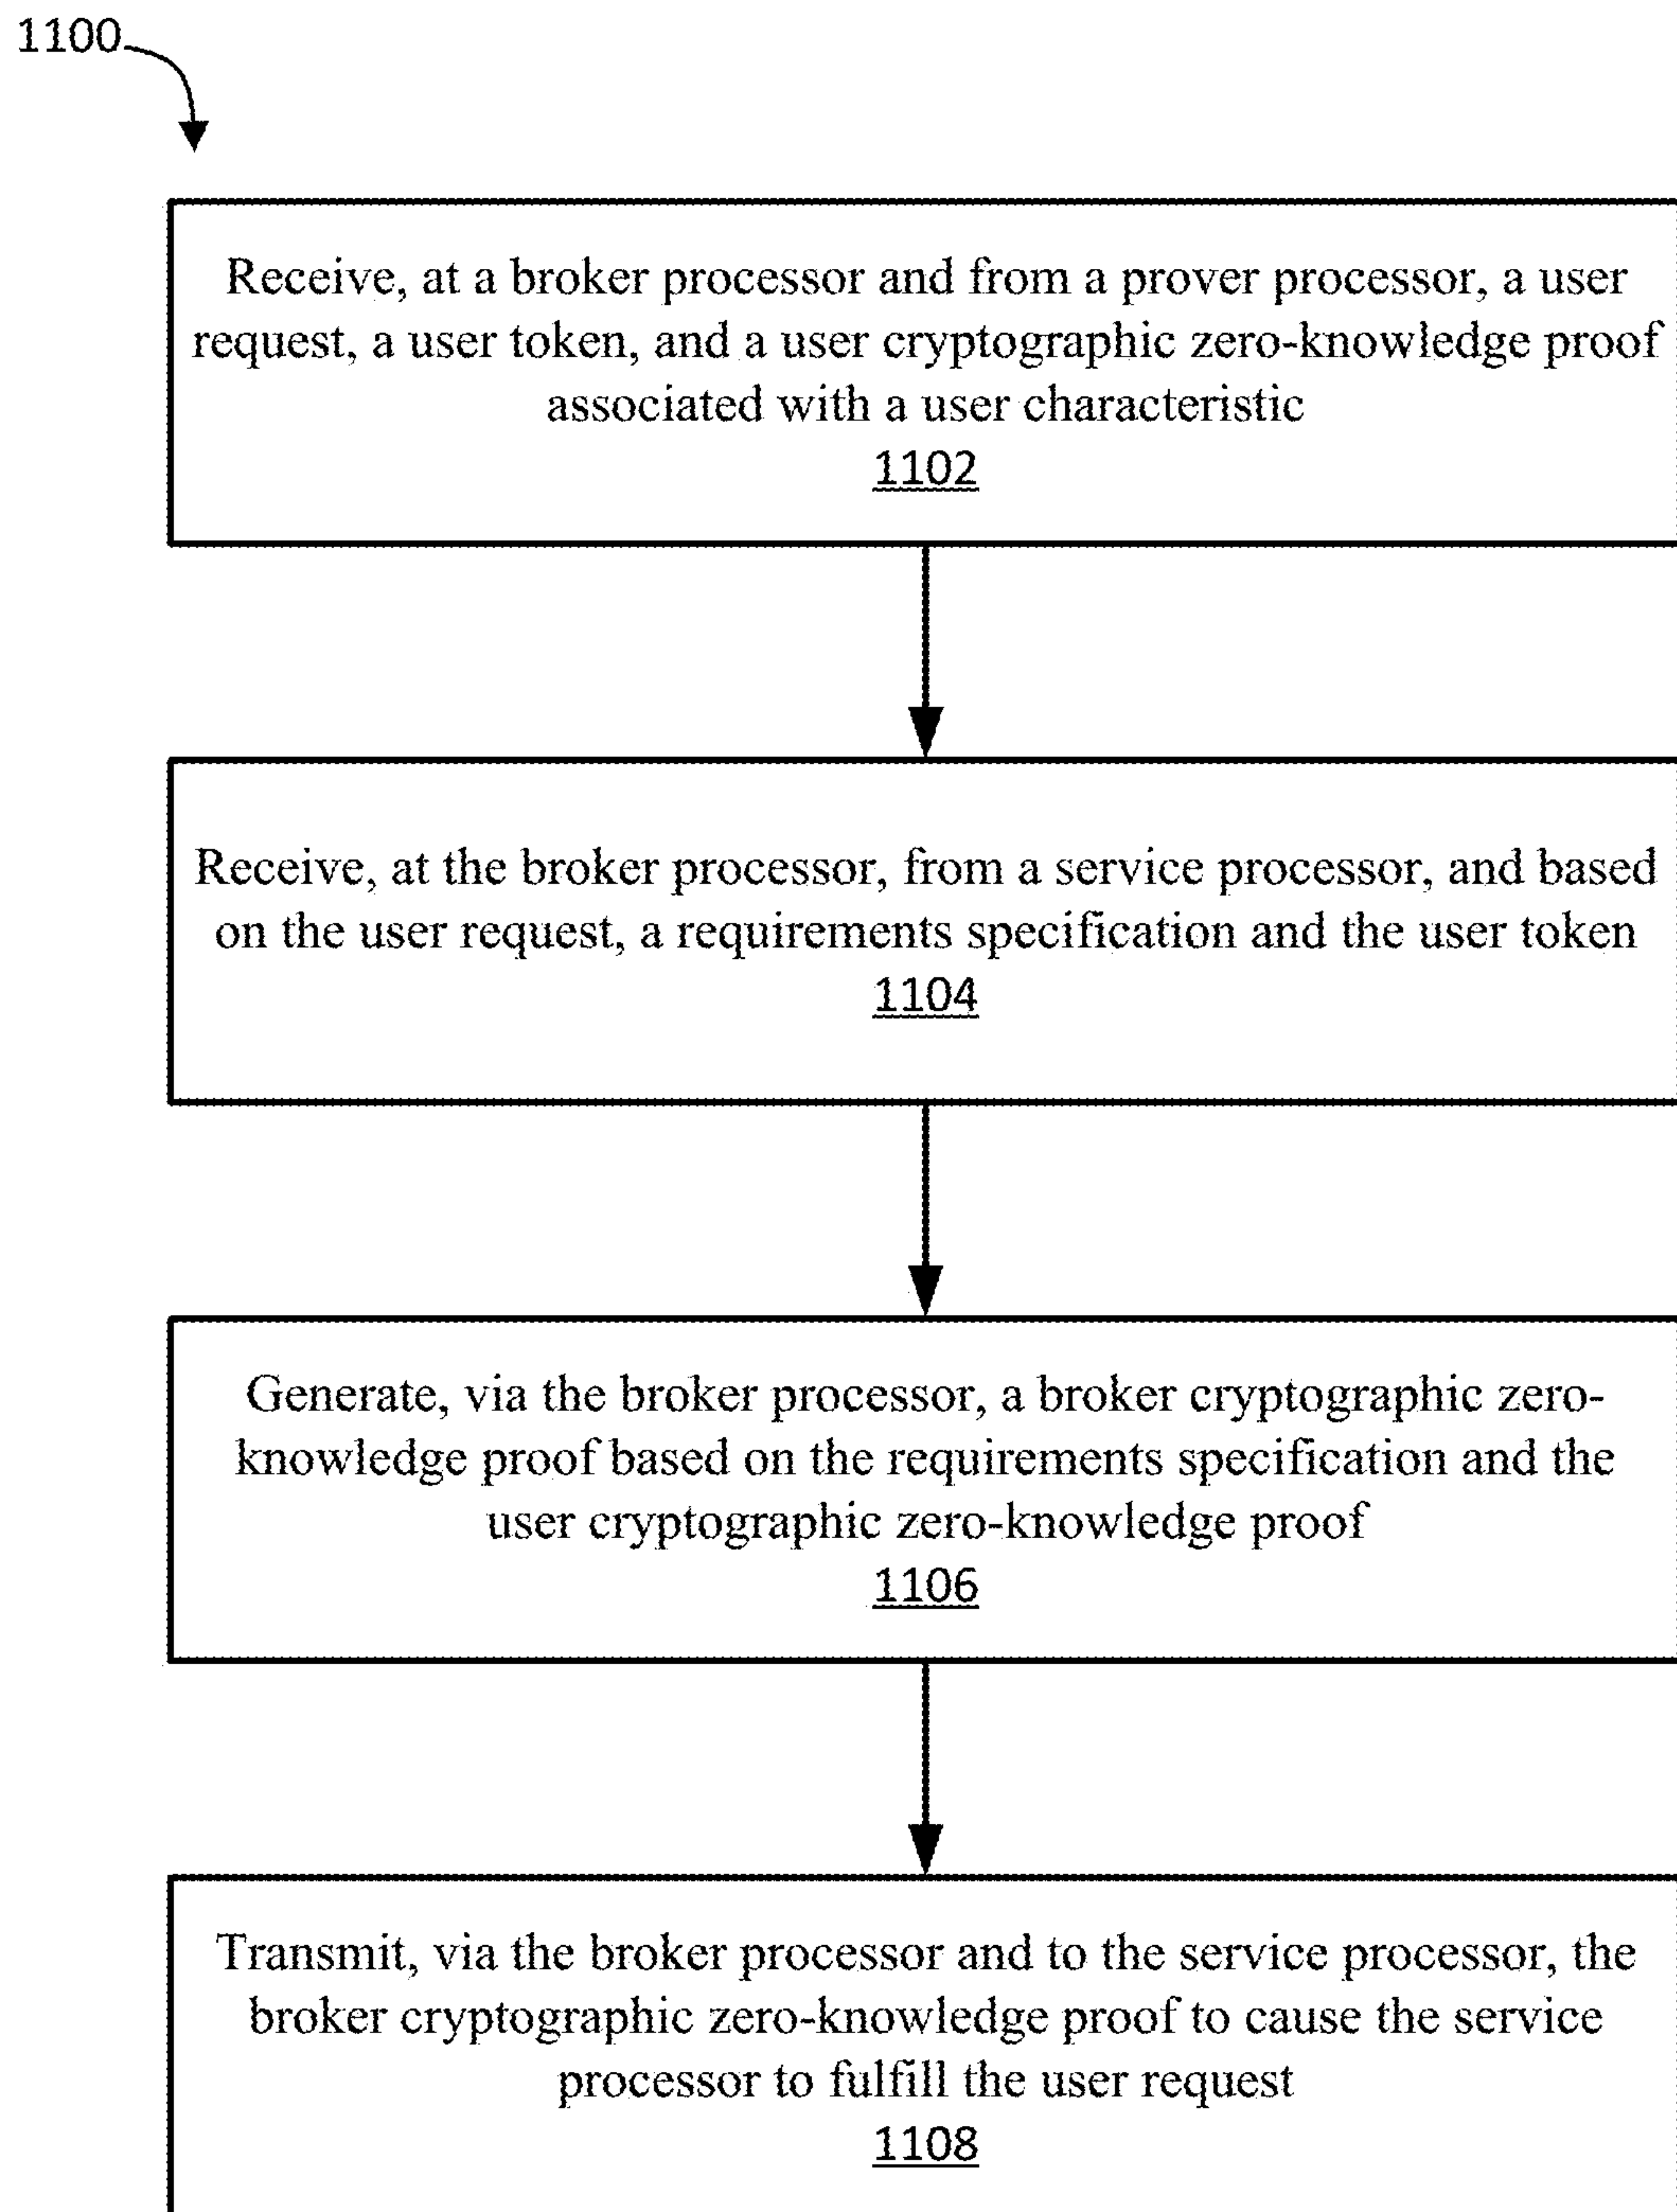 1100
Receive, at a broker processor and from a prover processor, a user
request, a user token, and a user cryptographic zero-knowledge proof
associated with a user characteristic
1102
Receive, at the broker processor, from a service processor, and based
on the user request, a requirements specification and the user token
1104
Generate, via the broker processor, a broker cryptographic zero-
knowledge proof based on the requirements specification and the
user cryptographic zero-knowledge proof
1106
Transmit, via the broker processor and to the service processor, the
broker cryptographic zero-knowledge proof to cause the service
processor to fulfill the user request
1108